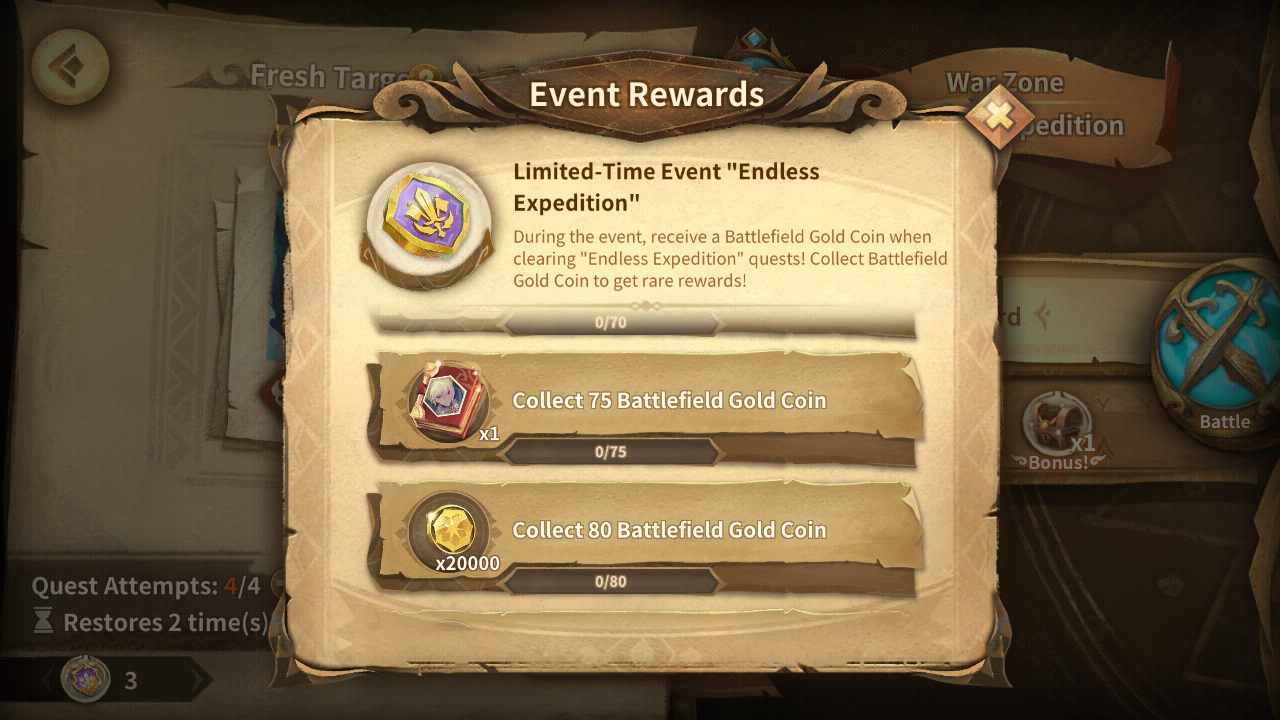 Fresh Targe
Event Rewards
War Zone
pedition
Limited-Time Event "Endless
Expedition"
During the event, receive a Battlefield Gold Coin when
clearing "Endless Expedition" quests! Collect Battlefield
Gold Coin to get rare rewards!
0/70
Collect 75 Battlefield Gold Coin
x1
0/75
Collect 80 Battlefield Gold Coin
x20000
0/80
rd
Battle
x1
Bonus!
Quest Attempts: 4/4
Restores 2 time(s)
3